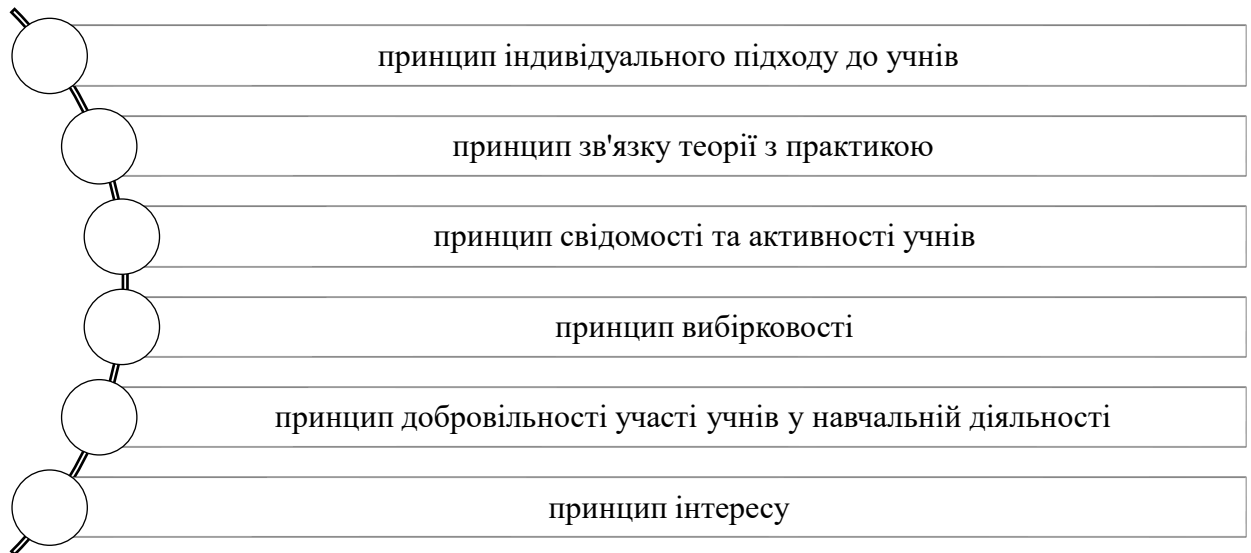 принцип індивідуального підходу до учнів
принцип зв'язку теорії з практикою
принцип свідомості та активності учнів
принцип вибірковості
принцип добровільності участі учнів у навчальній діяльності
принцип інтересу